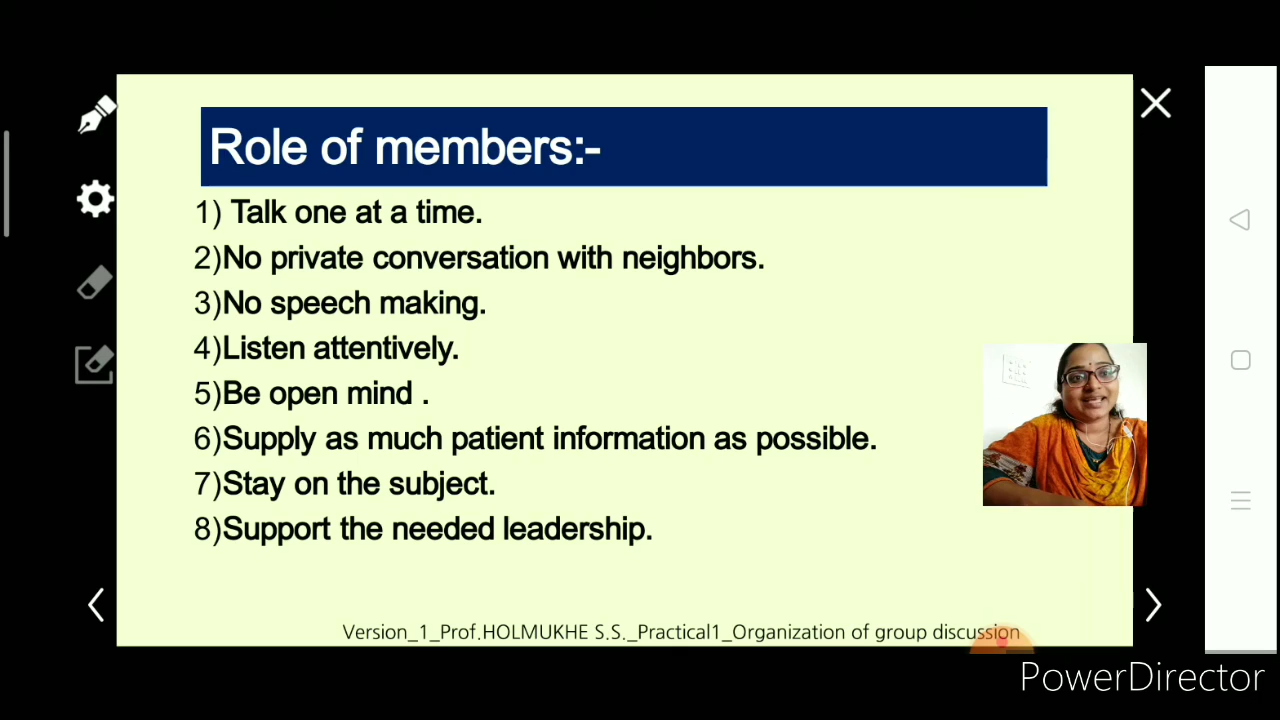 Role of members:-
1) Talk one at a time.
2)No private conversation with neighbors.
3)No speech making.
4)Listen attentively.
5)Be open mind .
6)Supply as much patient information as possible.
7)Stay on the subject.
8)Support the needed leadership.
Version_1_Prof.HOLMUKHE S.S._Practical1_Organization of group discussion
PowerDirector